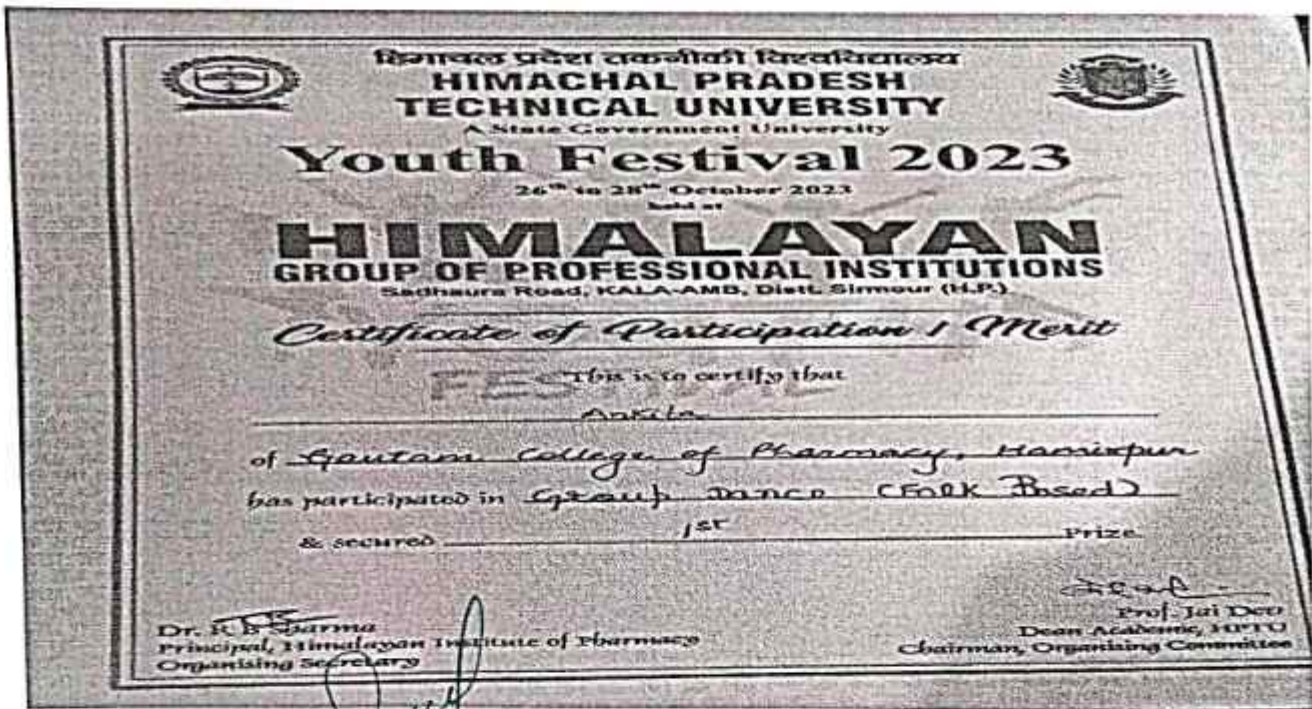 हिमाचल प्रदेश तकनीकी विश्वविद्यालय
HIMACHAL PRADESH
TECHNICAL UNIVERSITY
A State Government University
Youth Festival 2023
26th to 28th October 2023
held at
HIMALAYAN
GROUP OF PROFESSIONAL INSTITUTIONS
Sadhaura Road, KALA-AMB, Distt. Sirmour (H.P.)
Certificate of Participation / Merit
This is to certify that
Ankita
of Gautam College of Pharmacy, Hamirpur
has participated in Group Dance (Folk Based)
& secured 1st Prize
Dr. R B Sharma
Principal, Himalayan Institute of Pharmacy
Organising Secretary
Prof. Jai Dev
Dean Academic, HPTU
Chairman, Organising Committee